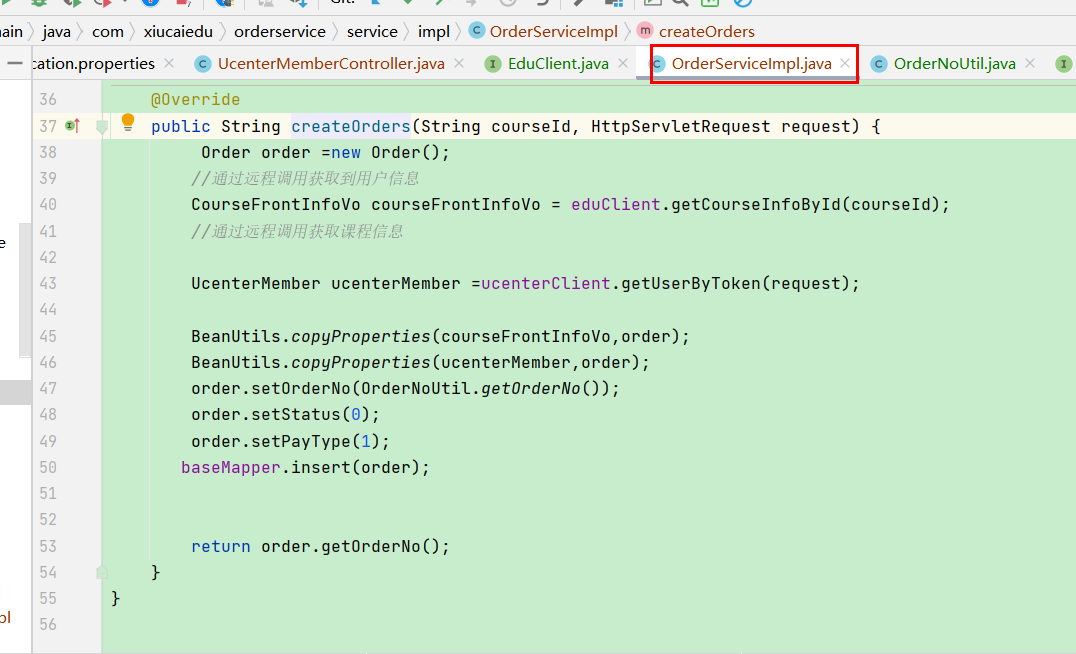 Git:
ain java com xiucaiedu orderservice service impl OrderServiceImpl createOrders
cation.properties UcenterMemberController.java EduClient.java OrderServiceImpl.java OrderNoUtil.java
36 @Override
37 public String createOrders(String courseId, HttpServletRequest request) {
38 Order order =new Order();
39 //通过远程调用获取到用户信息
40 CourseFrontInfoVo courseFrontInfoVo = eduClient.getCourseInfoById(courseId);
41 //通过远程调用获取课程信息
42
43 UcenterMember ucenterMember =ucenterClient.getUserByToken(request);
44
45 BeanUtils.copyProperties(courseFrontInfoVo,order);
46 BeanUtils.copyProperties(ucenterMember,order);
47 order.setOrderNo(OrderNoUtil.getOrderNo());
48 order.setStatus(0);
49 order.setPayType(1);
50 baseMapper.insert(order);
51
52
53 return order.getOrderNo();
54 }
55 }
56